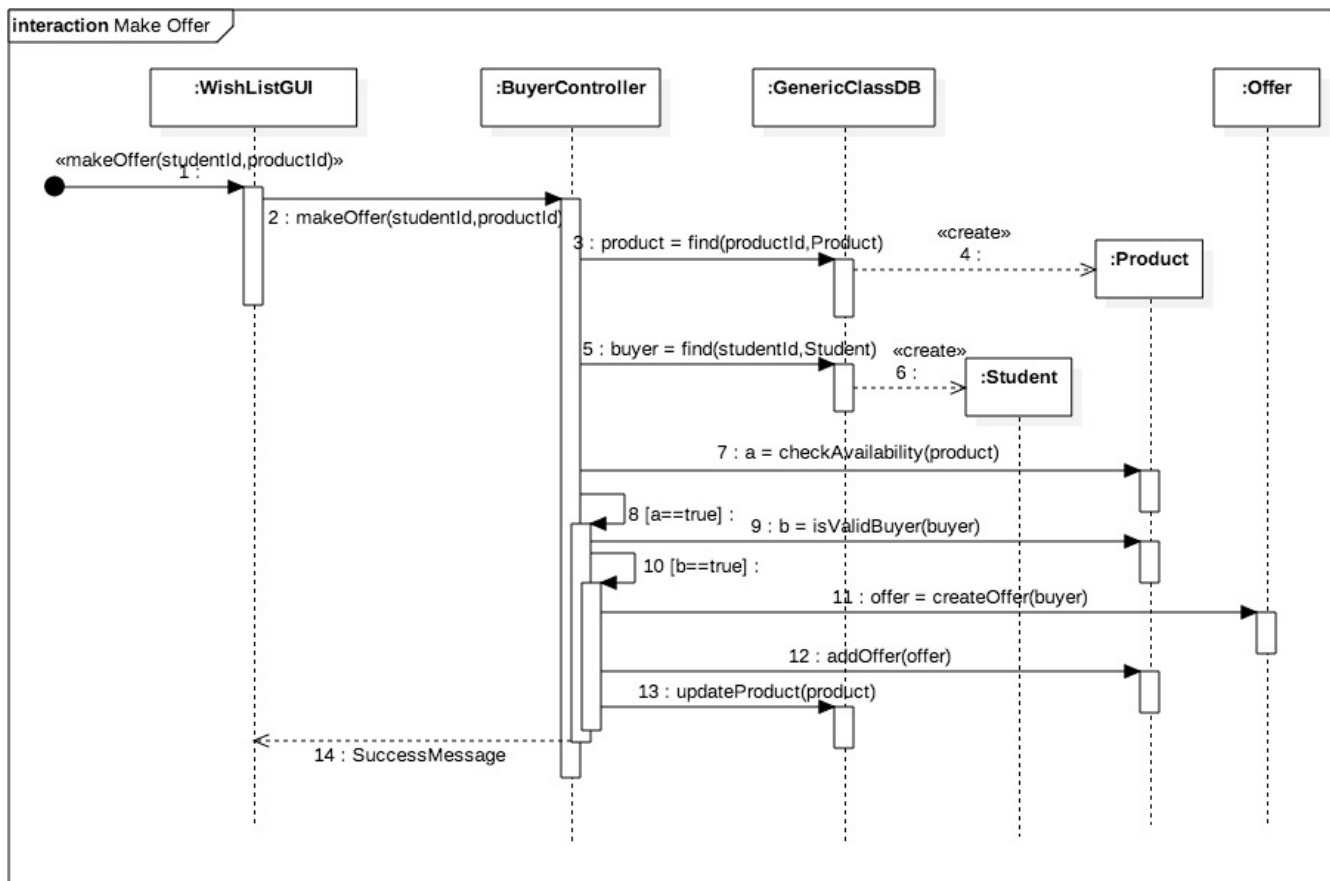 interaction Make Offer
:WishListGUI
:BuyerController
:GenericClassDB
:Offer
«makeOffer(studentId,productId)»
1 :
2 : makeOffer(studentId,productId)
3 : product = find(productId,Product)
«create»
4 :
:Product
5 : buyer = find(studentId,Student)
«create»
6 :
:Student
7 : a = checkAvailability(product)
8 [a==true] :
9 : b = isValidBuyer(buyer)
10 [b==true] :
11 : offer = createOffer(buyer)
12 : addOffer(offer)
13 : updateProduct(product)
14 : SuccessMessage